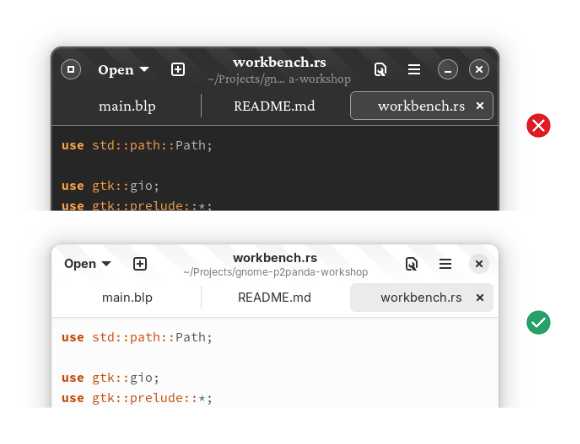 Open workbench.rs
~/Projects/gn... a-workshop
main.blp README.md workbench.rs
use std::path::Path;
use gtk::gio;
use gtk::prelude::*;
Open workbench.rs
~/Projects/gnome-p2panda-workshop
main.blp README.md workbench.rs
use std::path::Path;
use gtk::gio;
use gtk::prelude::*;